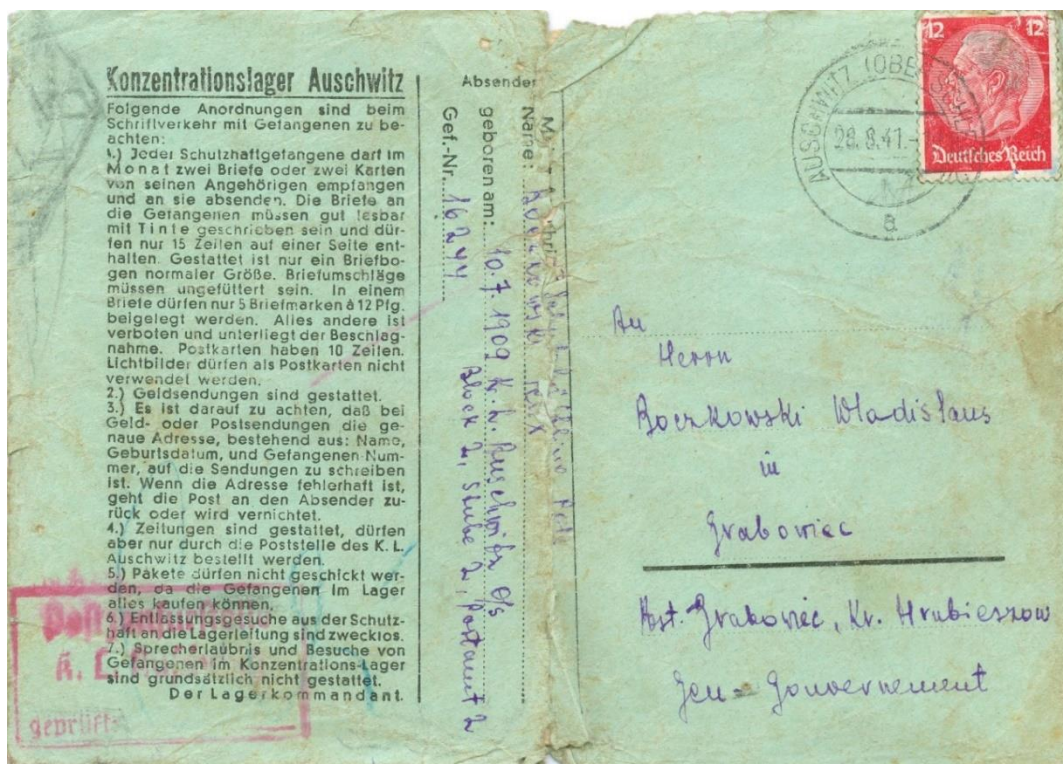 Konzentrationslager Auschwitz
Folgende Anordnungen sind beim
Schriftverkehr mit Gefangenen zu be-
achten:
1.) Jeder Schutzhaftgefangene darf im
Monat zwei Briefe oder zwei Karten
von seinen Angehörigen empfangen
und an sie absenden. Die Briefe an
die Gefangenen müssen gut lesbar
mit Tinte geschrieben sein und dür-
fen nur 15 Zeilen auf einer Seite ent-
halten. Gestattet ist nur ein Briefbo-
gen normaler Größe. Briefumschläge
müssen ungefüttert sein. In einem
Briefe dürfen nur 5 Briefmarken à 12 Pfg.
beigelegt werden. Alles andere ist
verboten und unterliegt der Beschlag-
nahme. Postkarten haben 10 Zeilen.
Lichtbilder dürfen als Postkarten nicht
verwendet werden.
2.) Geldsendungen sind gestattet.
3.) Es ist darauf zu achten, daß bei
Geld- oder Postsendungen die ge-
naue Adresse, bestehend aus: Name,
Geburtsdatum, und Gefangenen-Num-
mer, auf die Sendungen zu schreiben
ist. Wenn die Adresse fehlerhaft ist,
geht die Post an den Absender zu-
rück oder wird vernichtet.
4.) Zeitungen sind gestattet, dürfen
aber nur durch die Poststelle des K. L.
Auschwitz bestellt werden.
5.) Pakete dürfen nicht geschickt wer-
den, da die Gefangenen im Lager
alles kaufen können.
6.) Entlassungsgesuche aus der Schutz-
haft an die Lagerleitung sind zwecklos.
7.) Sprecherlaubnis und Besuche von
Gefangenen im Konzentrations-Lager
sind grundsätzlich nicht gestattet.
Der Lagerkommandant.
geprüft
Absender
Name:
geboren am: 10.7.1909 K.L. Auschwitz O/S
Block 2, Stube 2, Postamt 2
Gef.-Nr. 16244
12 12
Deutsches Reich
AUSCHWITZ (OBERSCHLES)
28.8.41
a
An
Herrn
Boczkowski Wladislaus
in
Grabowiec
Pst. Grabowiec, Kr. Hrubieszow
Gen-Gouvernement